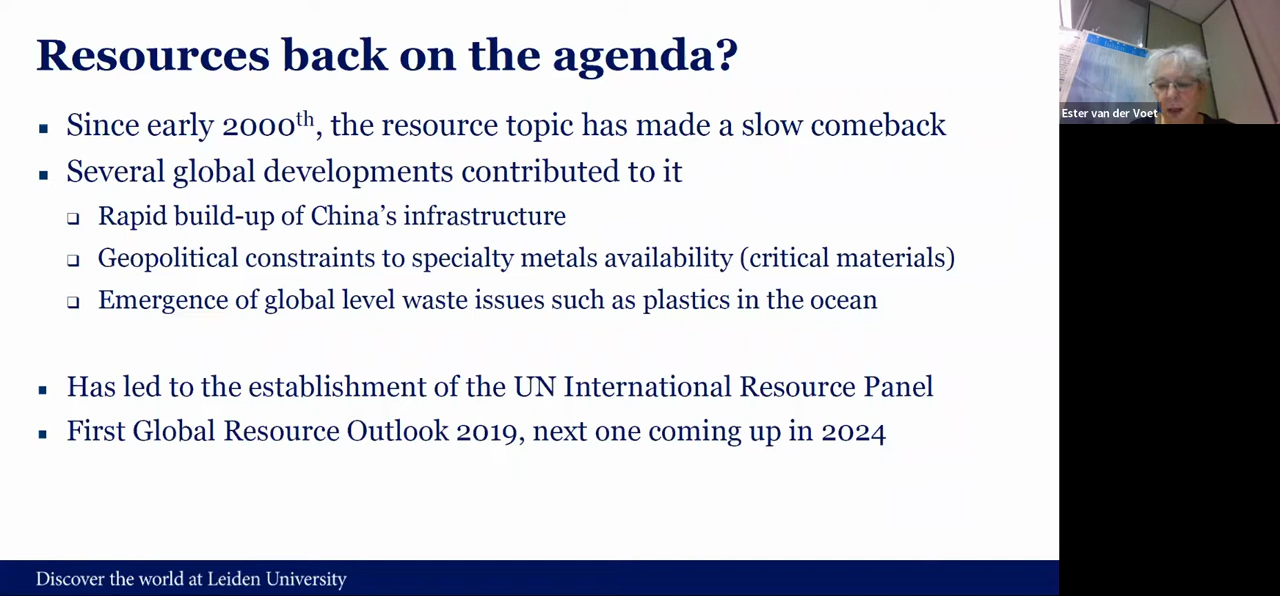 Resources back on the agenda?
Since early 2000th, the resource topic has made a slow comeback
Several global developments contributed to it
Rapid build-up of China's infrastructure
Geopolitical constraints to specialty metals availability (critical materials)
Emergence of global level waste issues such as plastics in the ocean
Has led to the establishment of the UN International Resource Panel
First Global Resource Outlook 2019, next one coming up in 2024
Discover the world at Leiden University
Ester van der Voet